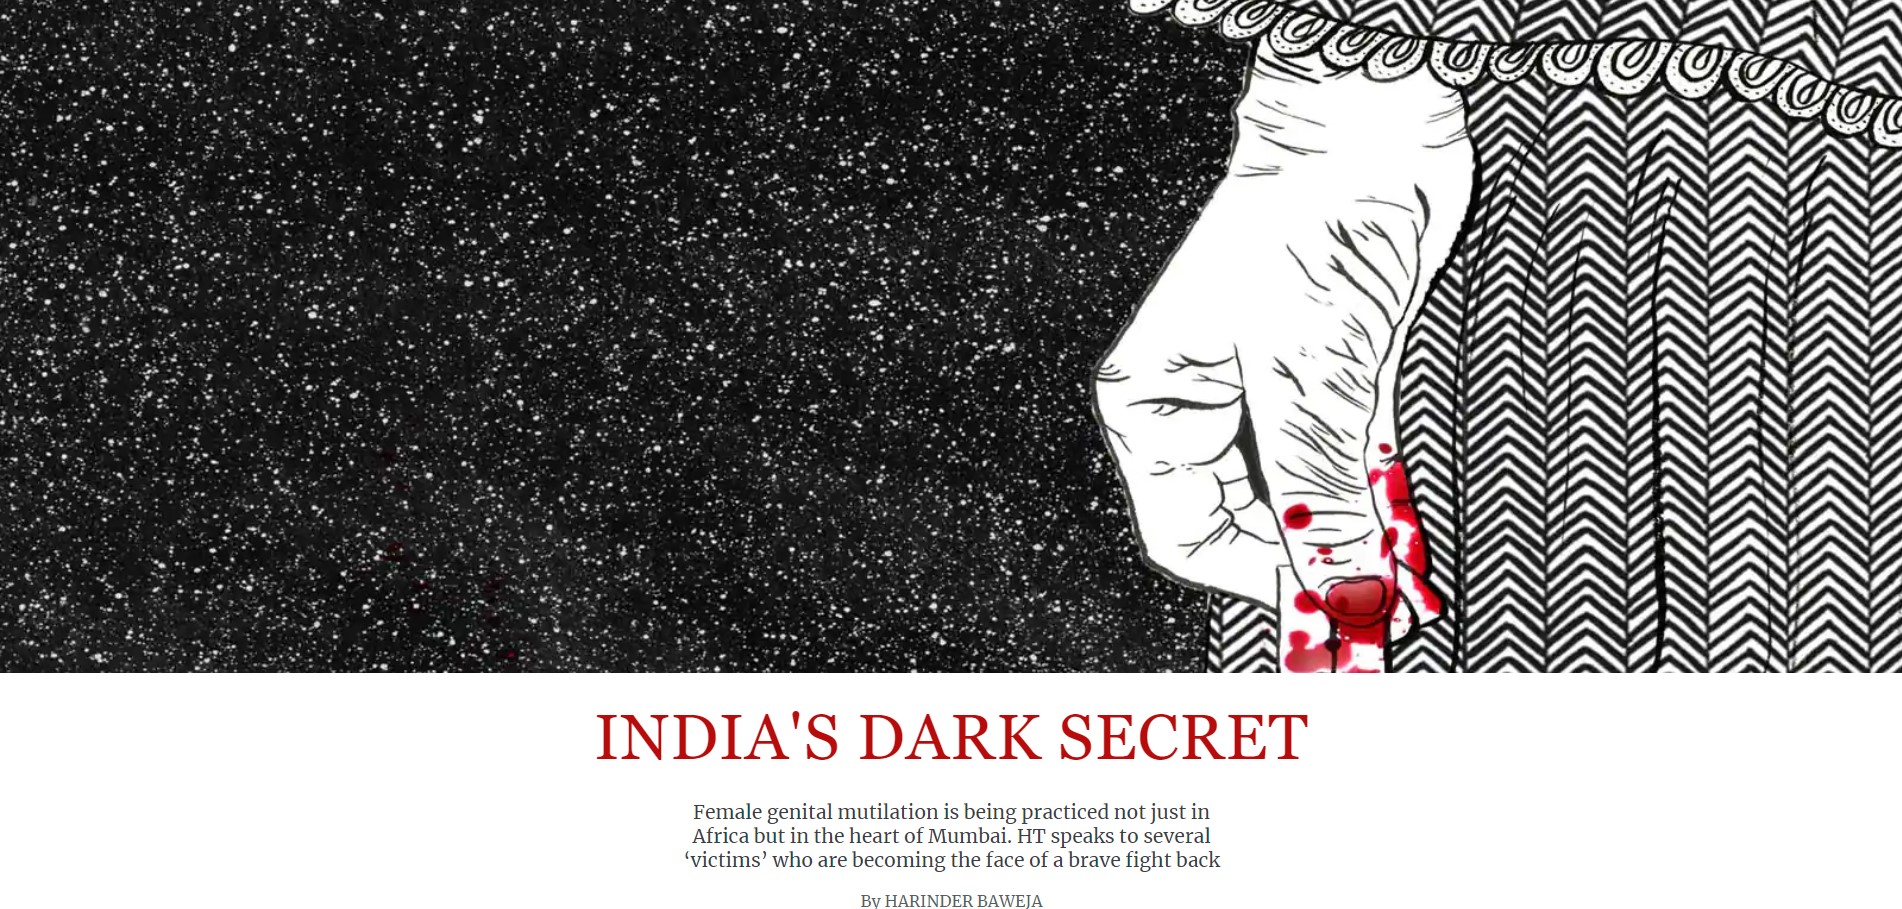 INDIA'S DARK SECRET
Female genital mutilation is being practiced not just in
Africa but in the heart of Mumbai. HT speaks to several
‘victims’ who are becoming the face of a brave fight back
By HARINDER BAWEJA